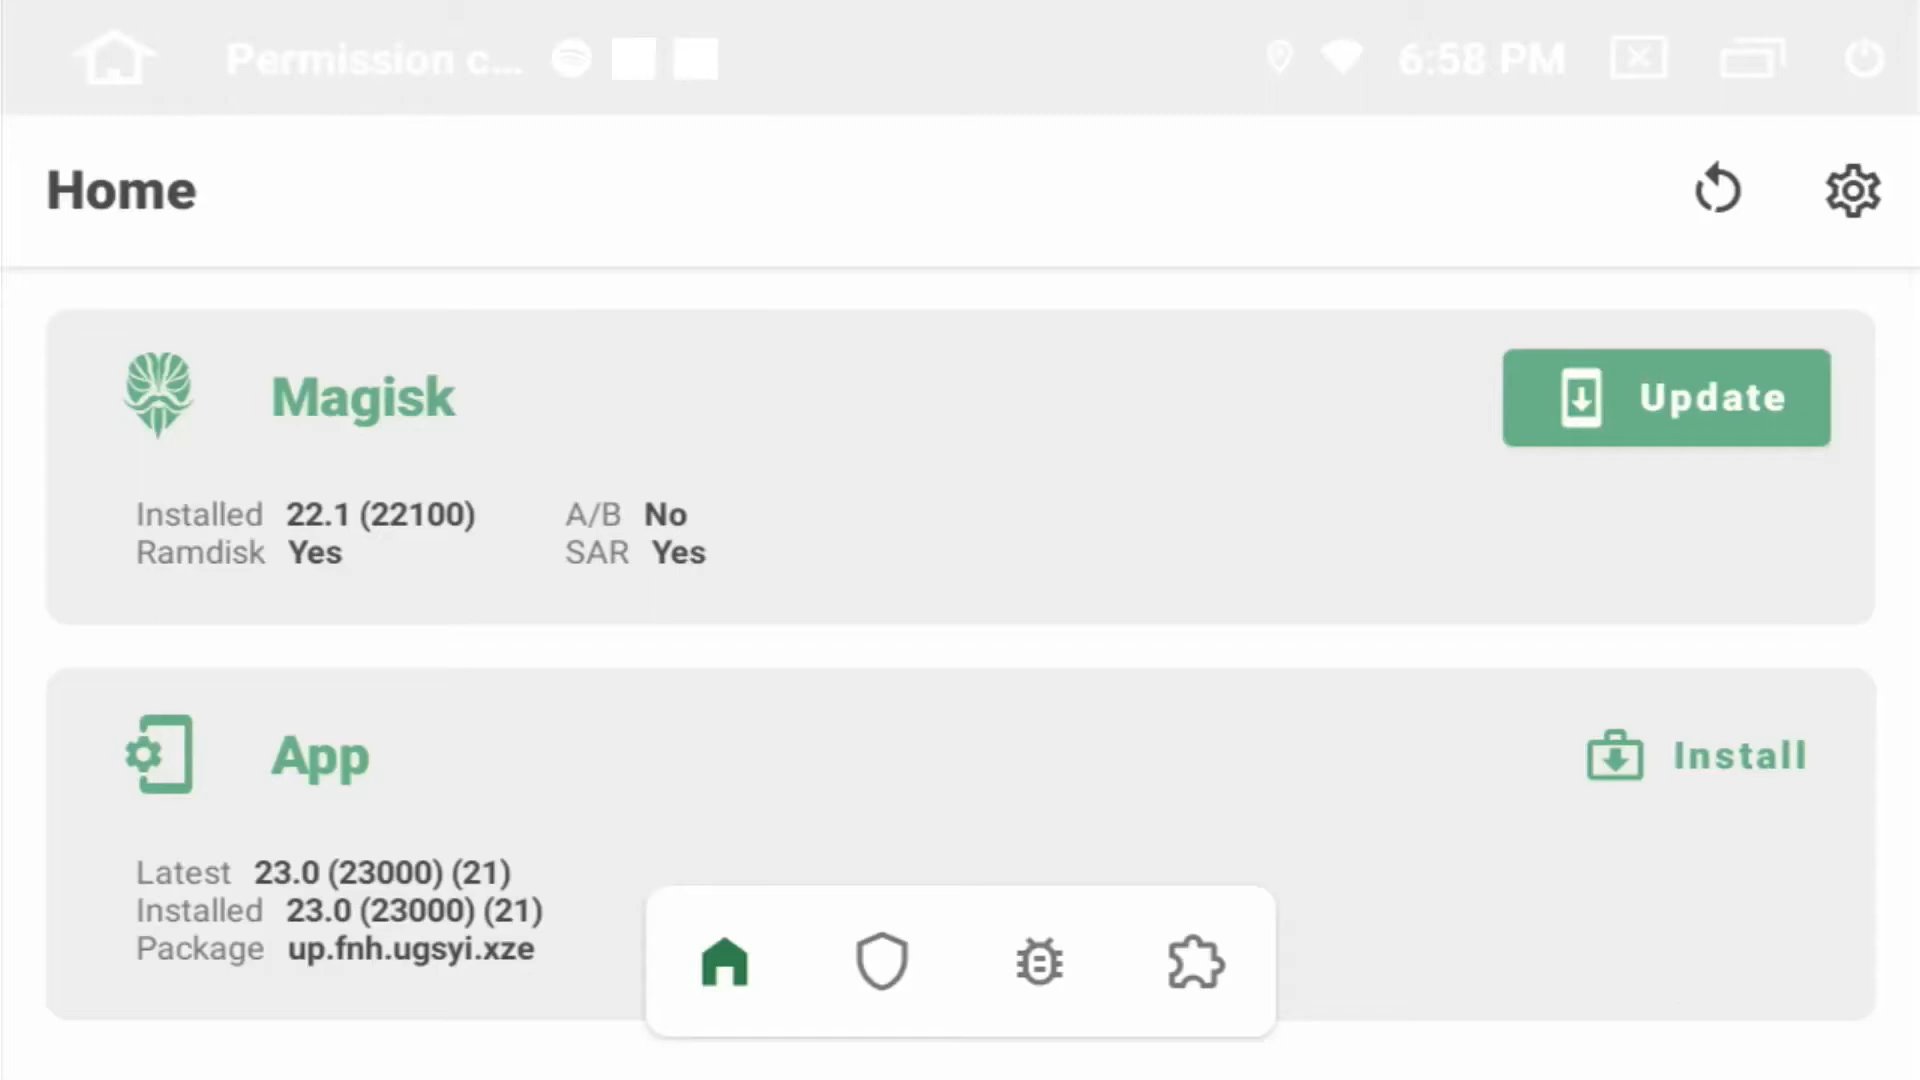 Permission c...
6:58 PM
Home
Magisk
Update
Installed 22.1 (22100)
A/B No
Ramdisk Yes
SAR Yes
App
Install
Latest 23.0 (23000) (21)
Installed 23.0 (23000) (21)
Package up.fnh.ugsyi.xze